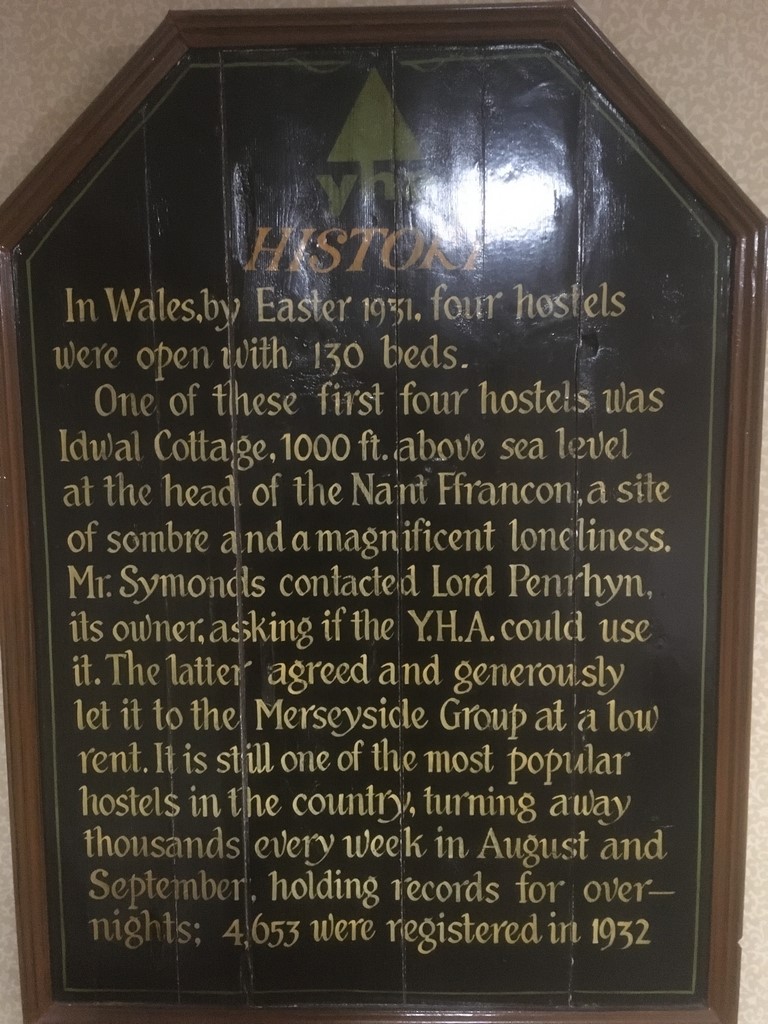 yha
HISTORY
In Wales, by Easter 1931, four hostels
were open with 130 beds.
One of these first four hostels was
Idwal Cottage, 1000 ft. above sea level
at the head of the Nant Ffrancon, a site
of sombre and a magnificent loneliness.
Mr. Symonds contacted Lord Penrhyn,
its owner, asking if the Y.H.A. could use
it. The latter agreed and generously
let it to the Merseyside Group at a low
rent. It is still one of the most popular
hostels in the country, turning away
thousands every week in August and
September, holding records for over-
nights; 4,653 were registered in 1932